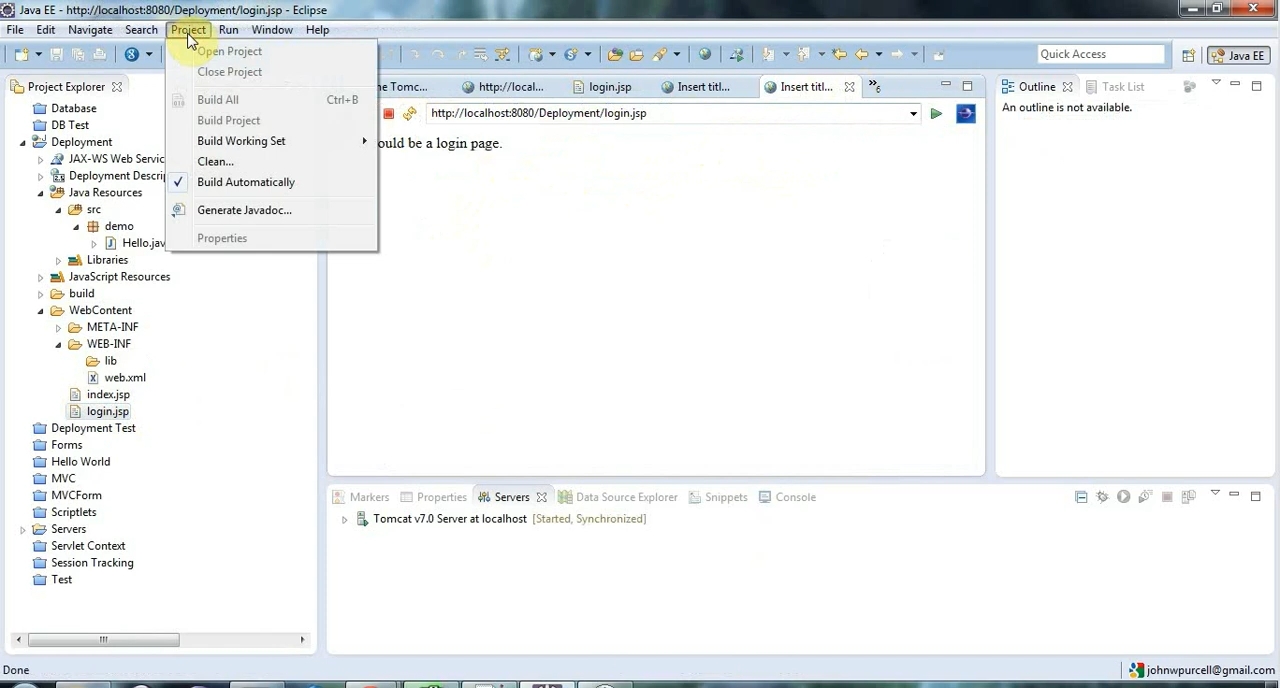 Java EE - http://localhost:8080/Deployment/login.jsp - Eclipse
File Edit Navigate Search Project Run Window Help
Quick Access
Java EE
Open Project
Close Project
Build All Ctrl+B
Build Project
Build Working Set
Clean...
Build Automatically
Generate Javadoc...
Properties
Project Explorer
Database
DB Test
Deployment
JAX-WS Web Servic
Deployment Descrip
Java Resources
src
demo
Hello.jav
Libraries
JavaScript Resources
build
WebContent
META-INF
WEB-INF
lib
web.xml
index.jsp
login.jsp
Deployment Test
Forms
Hello World
MVC
MVCForm
Scriptlets
Servers
Servlet Context
Session Tracking
Test
he Tomc... http://local... login.jsp Insert titl... Insert titl... 6
http://localhost:8080/Deployment/login.jsp
ould be a login page.
Outline Task List
An outline is not available.
Markers Properties Servers Data Source Explorer Snippets Console
Tomcat v7.0 Server at localhost [Started, Synchronized]
Done
johnwpurcell@gmail.com